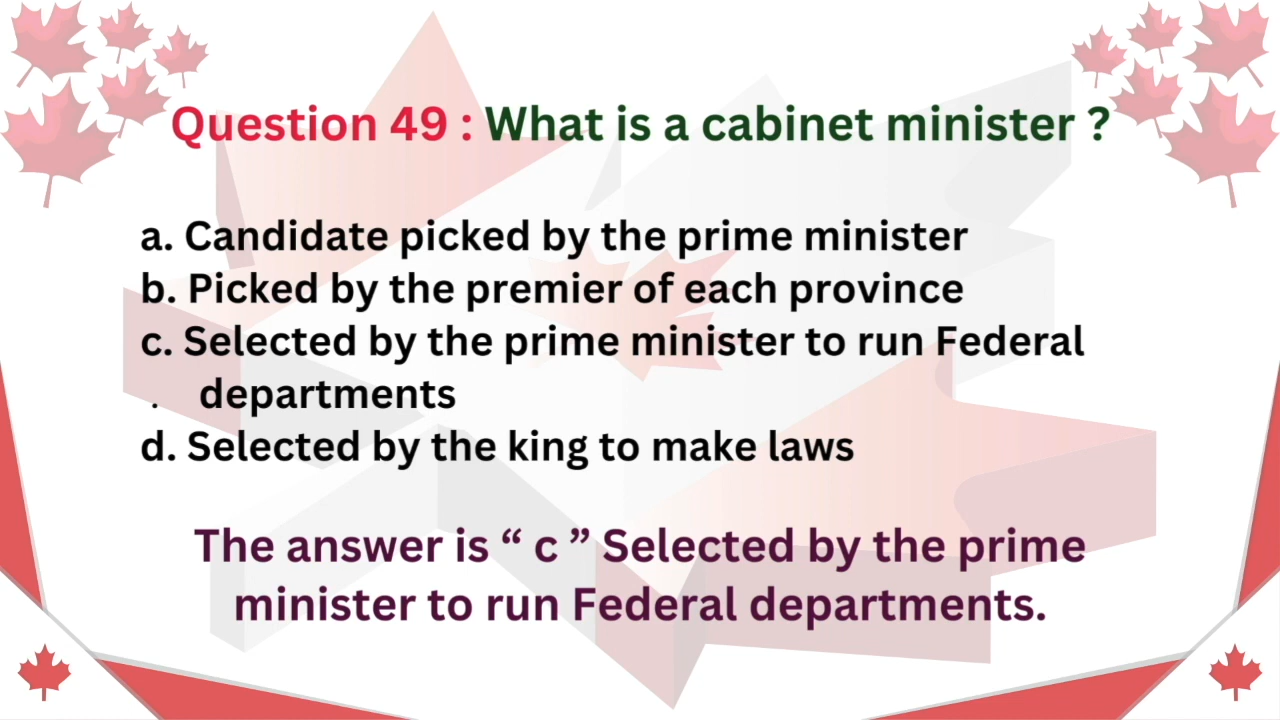 Question 49 : What is a cabinet minister ?
a. Candidate picked by the prime minister
b. Picked by the premier of each province
c. Selected by the prime minister to run Federal
. departments
d. Selected by the king to make laws
The answer is “ c ” Selected by the prime
minister to run Federal departments.